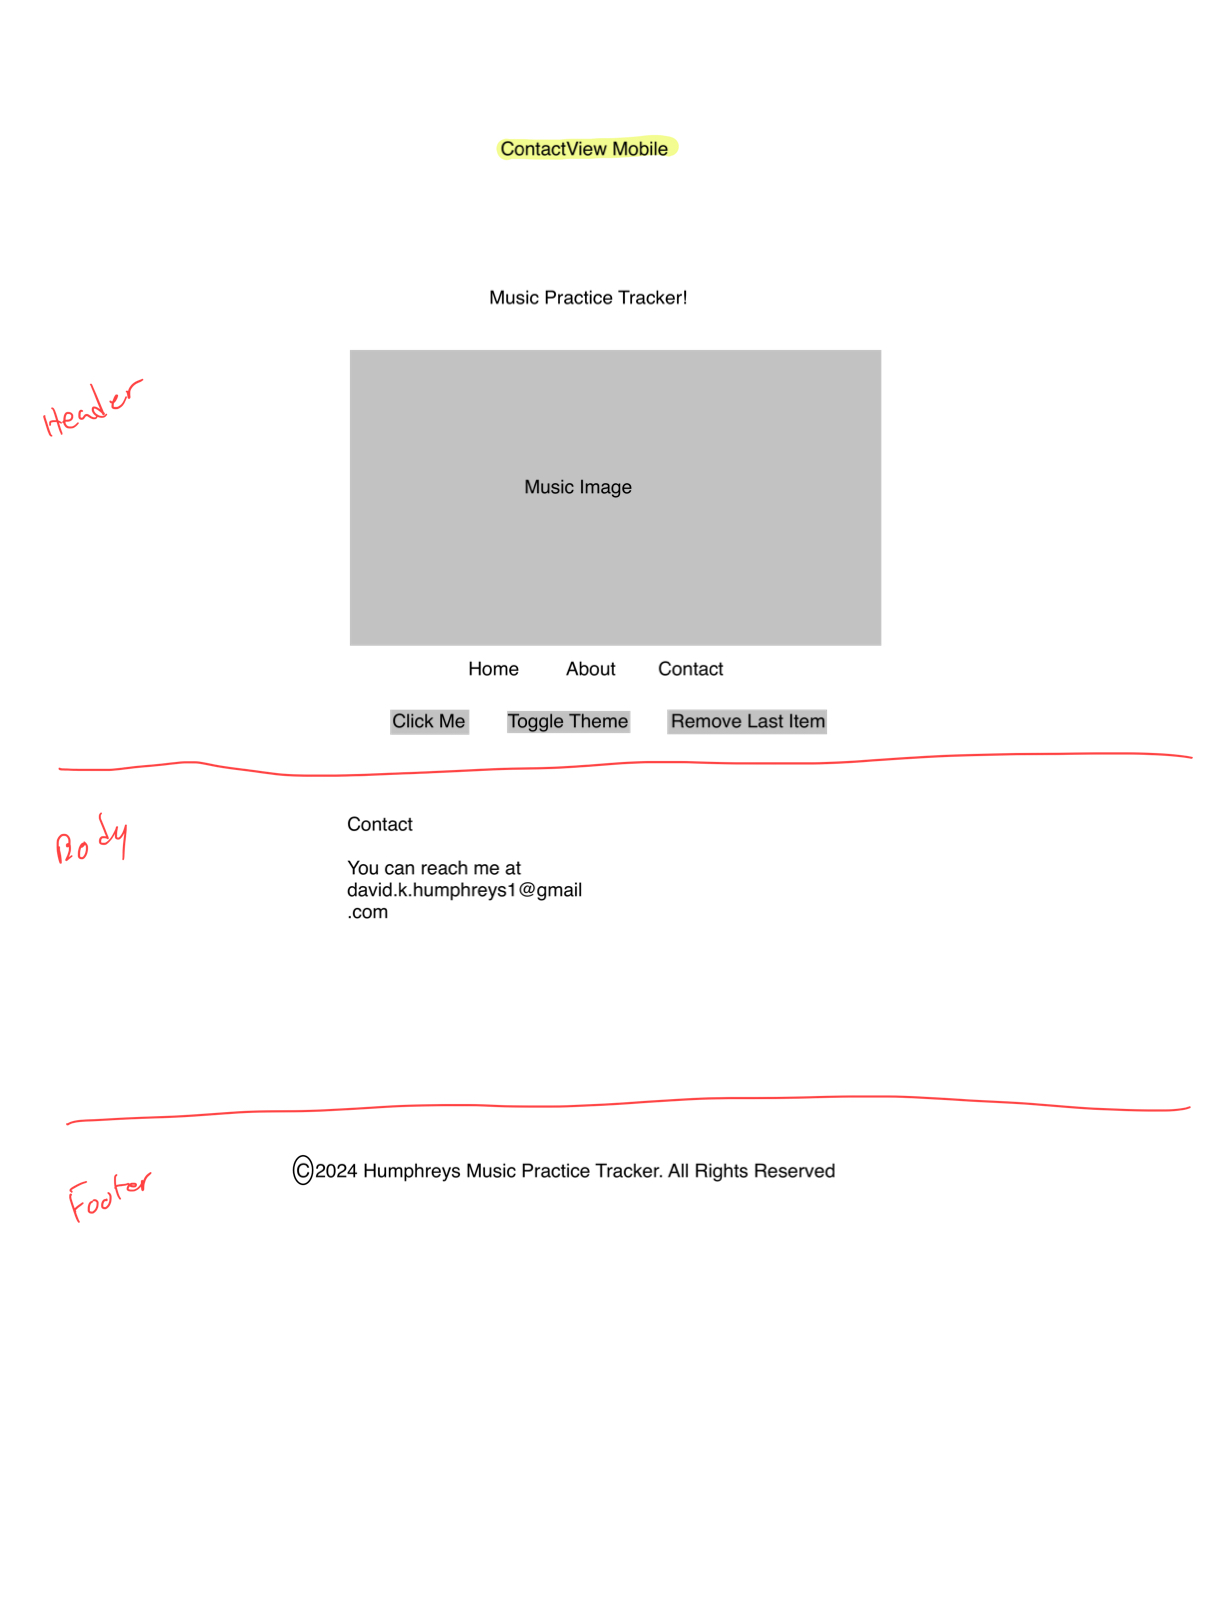 ContactView Mobile
Music Practice Tracker!
Header
Music Image
Home About Contact
Click Me Toggle Theme Remove Last Item
Body
Contact
You can reach me at
david.k.humphreys1@gmail
.com
Footer
©2024 Humphreys Music Practice Tracker. All Rights Reserved